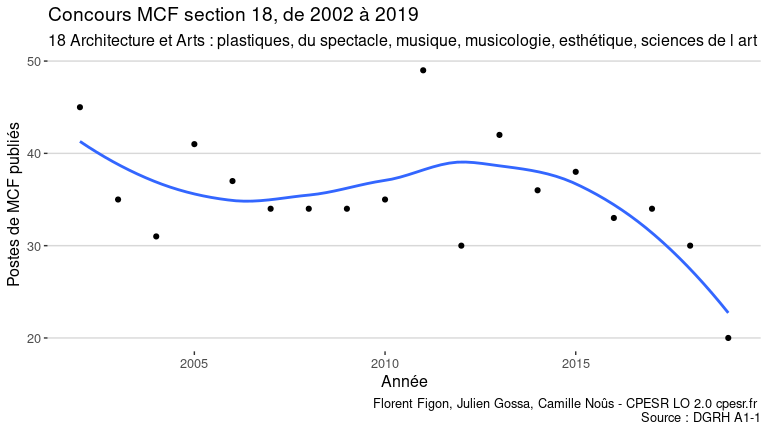 Concours MCF section 18, de 2002 à 2019
18 Architecture et Arts : plastiques, du spectacle, musique, musicologie, esthétique, sciences de l art
Postes de MCF publiés
50
40
30
20
2005
2010
2015
Année
Florent Figon, Julien Gossa, Camille Noûs - CPESR LO 2.0 cpesr.fr
Source : DGRH A1-1